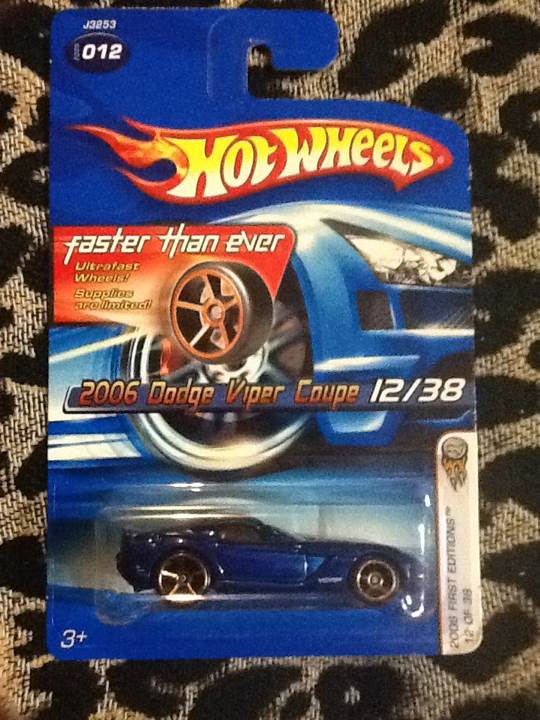 J3253
012
HOT WHEELS
faster than ever
Ultrafast
Wheels!
Supplies
are limited!
2006 Dodge Viper Coupe 12/38
2006 FIRST EDITIONS™
12 OF 38
3+